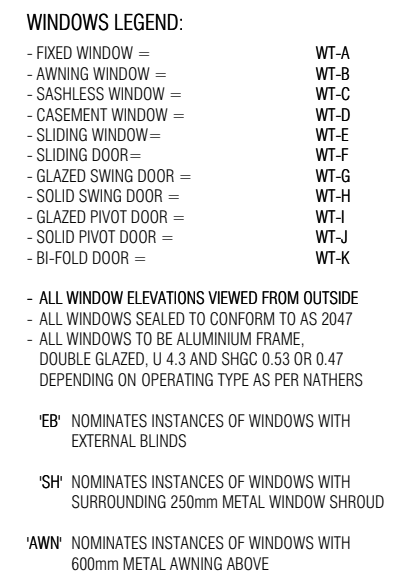 WINDOWS LEGEND:
- FIXED WINDOW = WT-A
- AWNING WINDOW = WT-B
- SASHLESS WINDOW = WT-C
- CASEMENT WINDOW = WT-D
- SLIDING WINDOW= WT-E
- SLIDING DOOR= WT-F
- GLAZED SWING DOOR = WT-G
- SOLID SWING DOOR = WT-H
- GLAZED PIVOT DOOR = WT-I
- SOLID PIVOT DOOR = WT-J
- BI-FOLD DOOR = WT-K
- ALL WINDOW ELEVATIONS VIEWED FROM OUTSIDE
- ALL WINDOWS SEALED TO CONFORM TO AS 2047
- ALL WINDOWS TO BE ALUMINIUM FRAME,
DOUBLE GLAZED, U 4.3 AND SHGC 0.53 OR 0.47
DEPENDING ON OPERATING TYPE AS PER NATHERS
'EB' NOMINATES INSTANCES OF WINDOWS WITH
EXTERNAL BLINDS
'SH' NOMINATES INSTANCES OF WINDOWS WITH
SURROUNDING 250mm METAL WINDOW SHROUD
'AWN' NOMINATES INSTANCES OF WINDOWS WITH
600mm METAL AWNING ABOVE